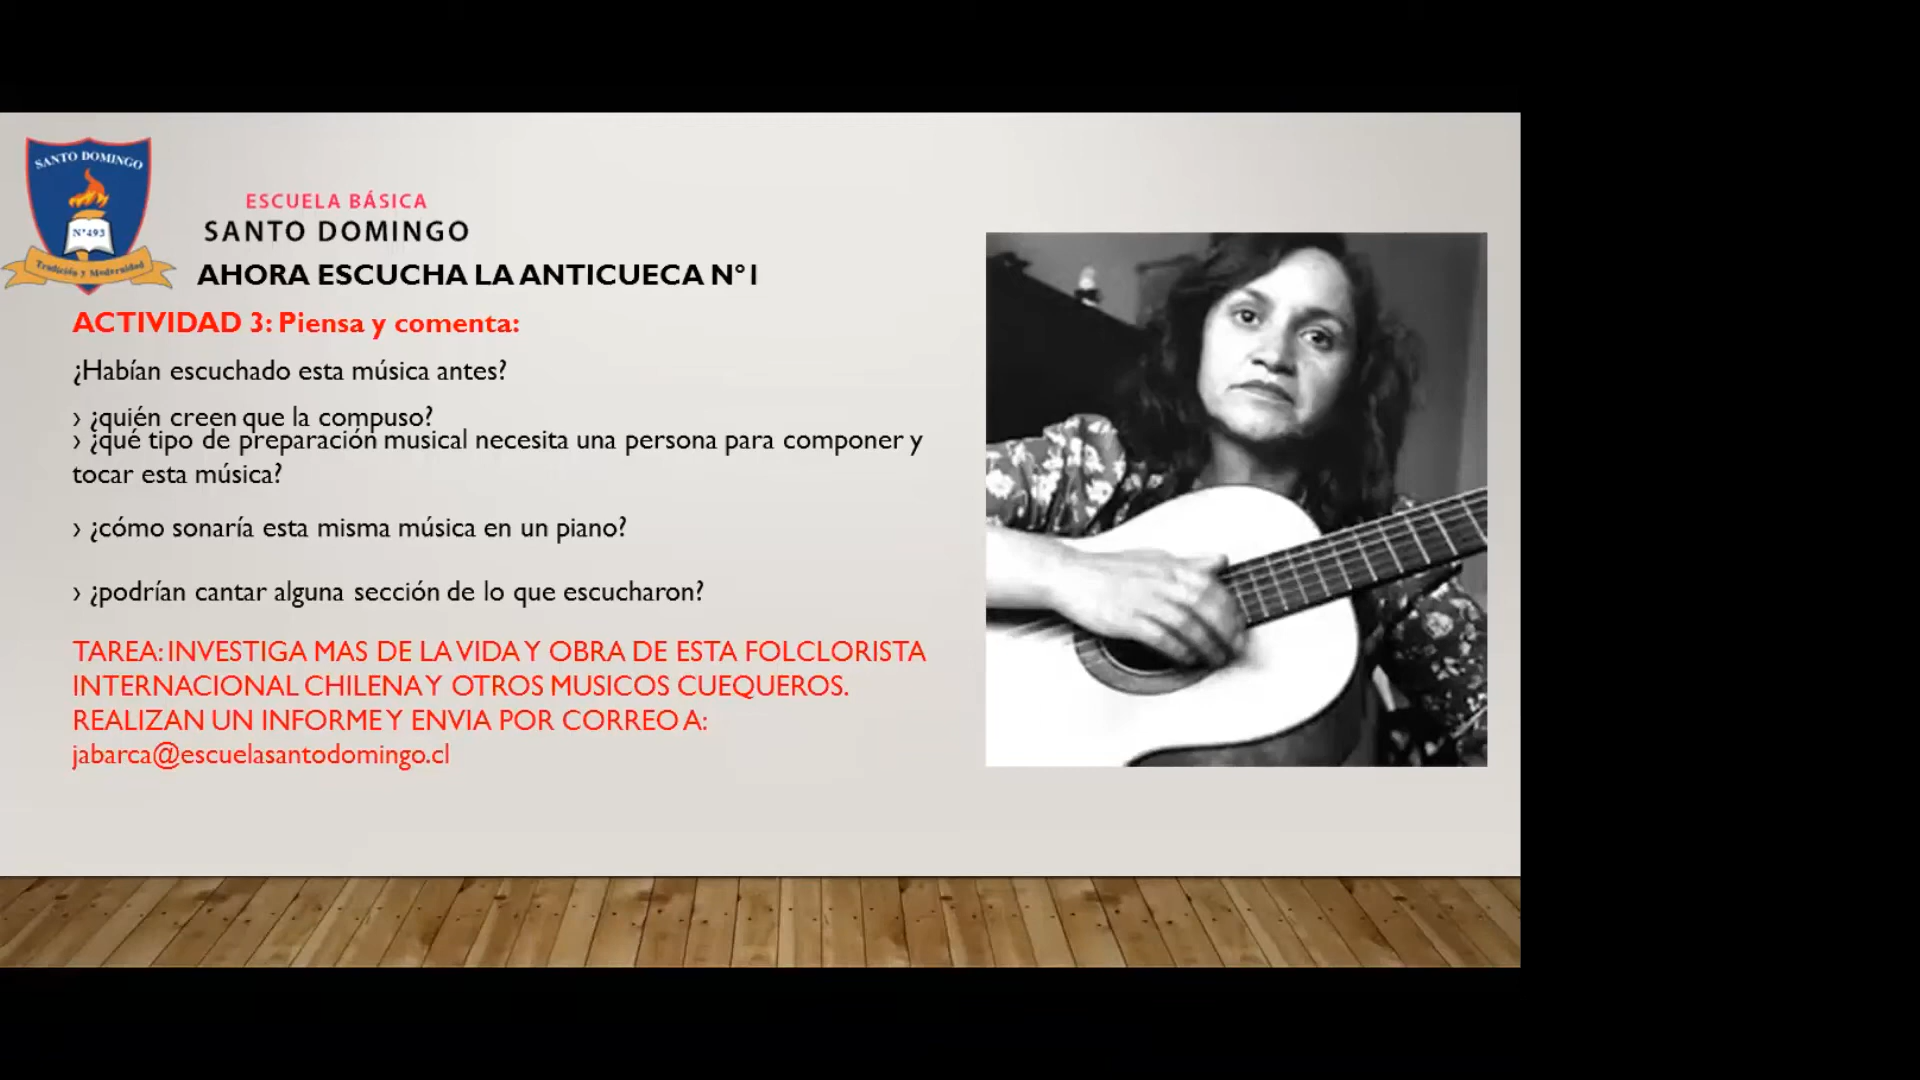 SANTO DOMINGO
N°493
Tradición y Modernidad
ESCUELA BÁSICA
SANTO DOMINGO
AHORA ESCUCHA LA ANTICUECA N°1
ACTIVIDAD 3: Piensa y comenta:
¿Habían escuchado esta música antes?
› ¿quién creen que la compuso?
› ¿qué tipo de preparación musical necesita una persona para componer y
tocar esta música?
› ¿cómo sonaría esta misma música en un piano?
› ¿podrían cantar alguna sección de lo que escucharon?
TAREA: INVESTIGA MAS DE LA VIDA Y OBRA DE ESTA FOLCLORISTA
INTERNACIONAL CHILENA Y OTROS MUSICOS CUEQUEROS.
REALIZAN UN INFORME Y ENVIA POR CORREO A:
jabarca@escuelasantodomingo.cl